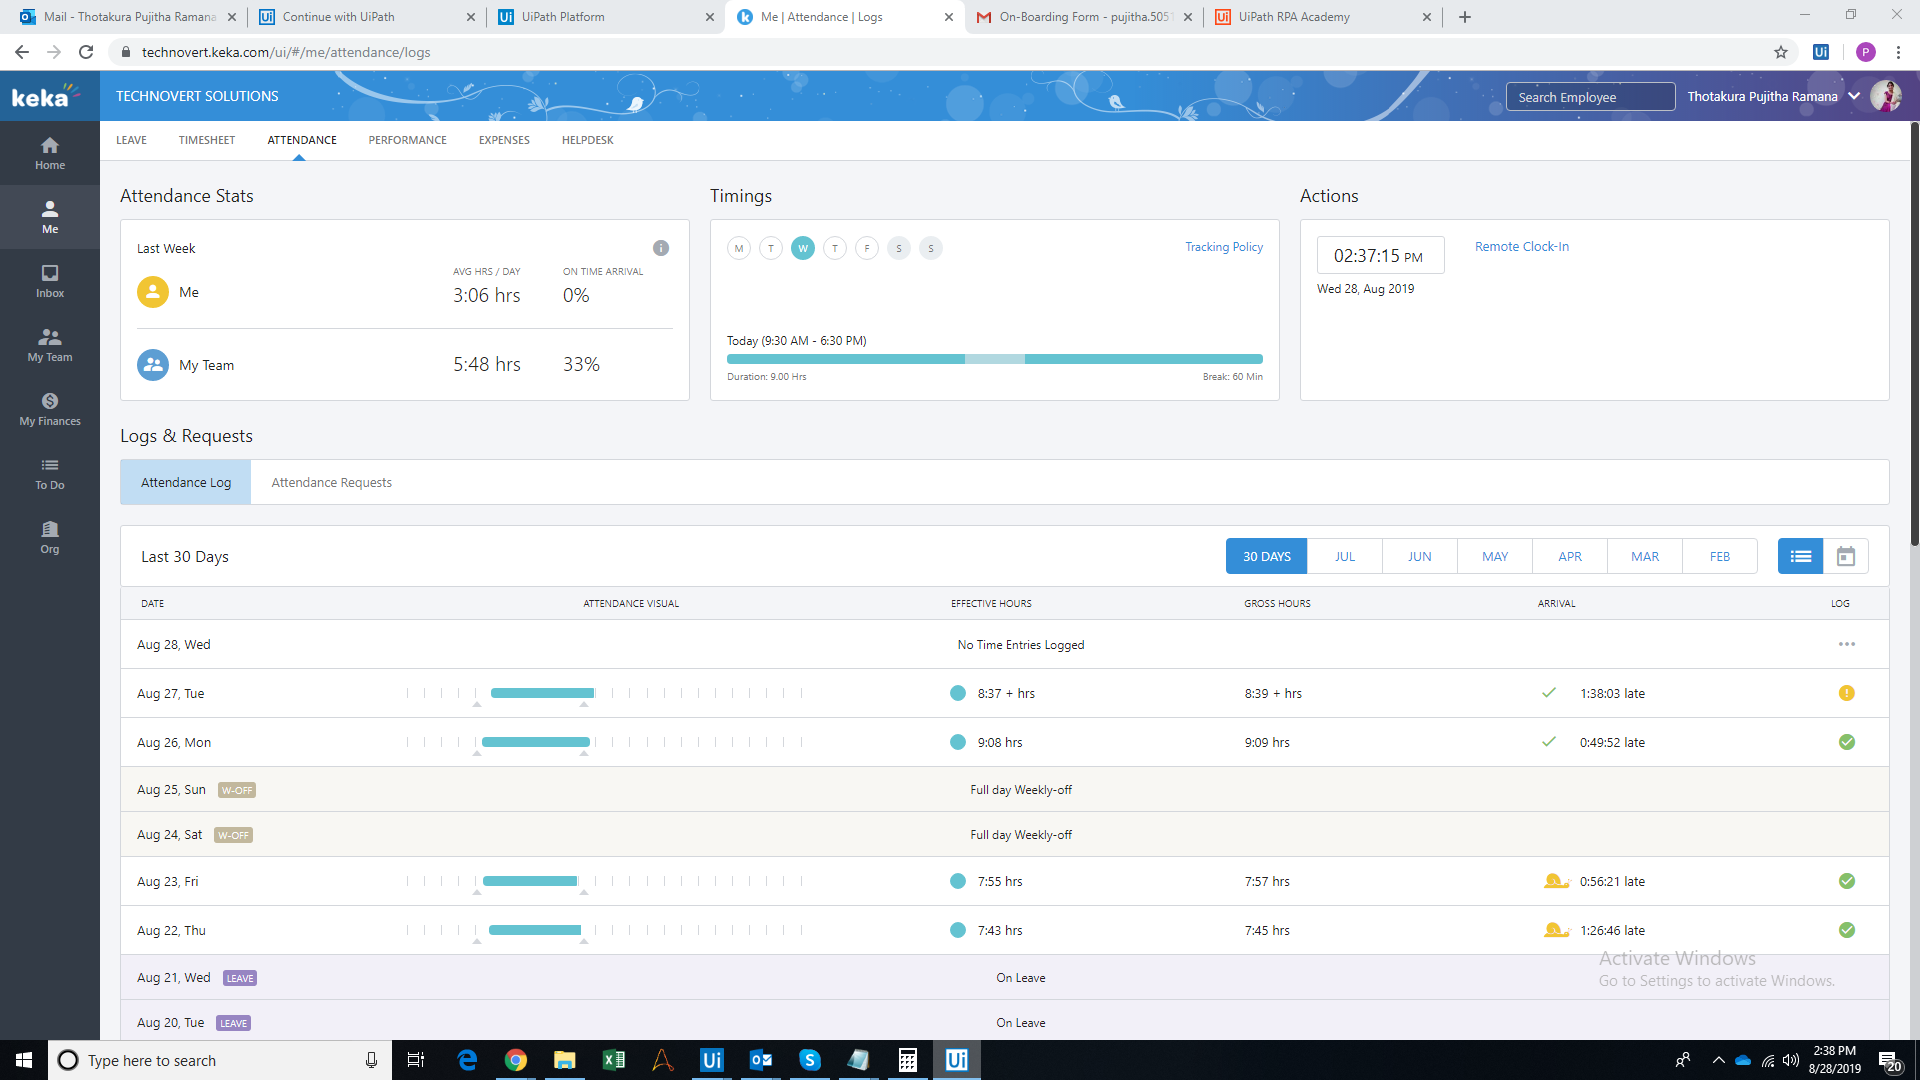 Mail - Thotakura Pujitha Ramana
Continue with UiPath
UiPath Platform
Me | Attendance | Logs
On-Boarding Form - pujitha.505
UiPath RPA Academy
technovert.keka.com/ui/#/me/attendance/logs
Ui
P
keka
TECHNOVERT SOLUTIONS
Search Employee
Thotakura Pujitha Ramana
LEAVE TIMESHEET ATTENDANCE PERFORMANCE EXPENSES HELPDESK
Home
Me
Inbox
My Team
My Finances
To Do
Org
Attendance Stats
Last Week
AVG HRS / DAY ON TIME ARRIVAL
Me 3:06 hrs 0%
My Team 5:48 hrs 33%
Timings
M T W T F S S
Tracking Policy
Today (9:30 AM - 6:30 PM)
Duration: 9.00 Hrs Break: 60 Min
Actions
02:37:15 PM
Remote Clock-In
Wed 28, Aug 2019
Logs & Requests
Attendance Log Attendance Requests
Last 30 Days
30 DAYS JUL JUN MAY APR MAR FEB
DATE ATTENDANCE VISUAL EFFECTIVE HOURS GROSS HOURS ARRIVAL LOG
Aug 28, Wed No Time Entries Logged
Aug 27, Tue 8:37 + hrs 8:39 + hrs 1:38:03 late
Aug 26, Mon 9:08 hrs 9:09 hrs 0:49:52 late
Aug 25, Sun W-OFF Full day Weekly-off
Aug 24, Sat W-OFF Full day Weekly-off
Aug 23, Fri 7:55 hrs 7:57 hrs 0:56:21 late
Aug 22, Thu 7:43 hrs 7:45 hrs 1:26:46 late
Aug 21, Wed LEAVE On Leave
Aug 20, Tue LEAVE On Leave
Activate Windows
Go to Settings to activate Windows.
Type here to search
Ui
Ui
2:38 PM
8/28/2019
20